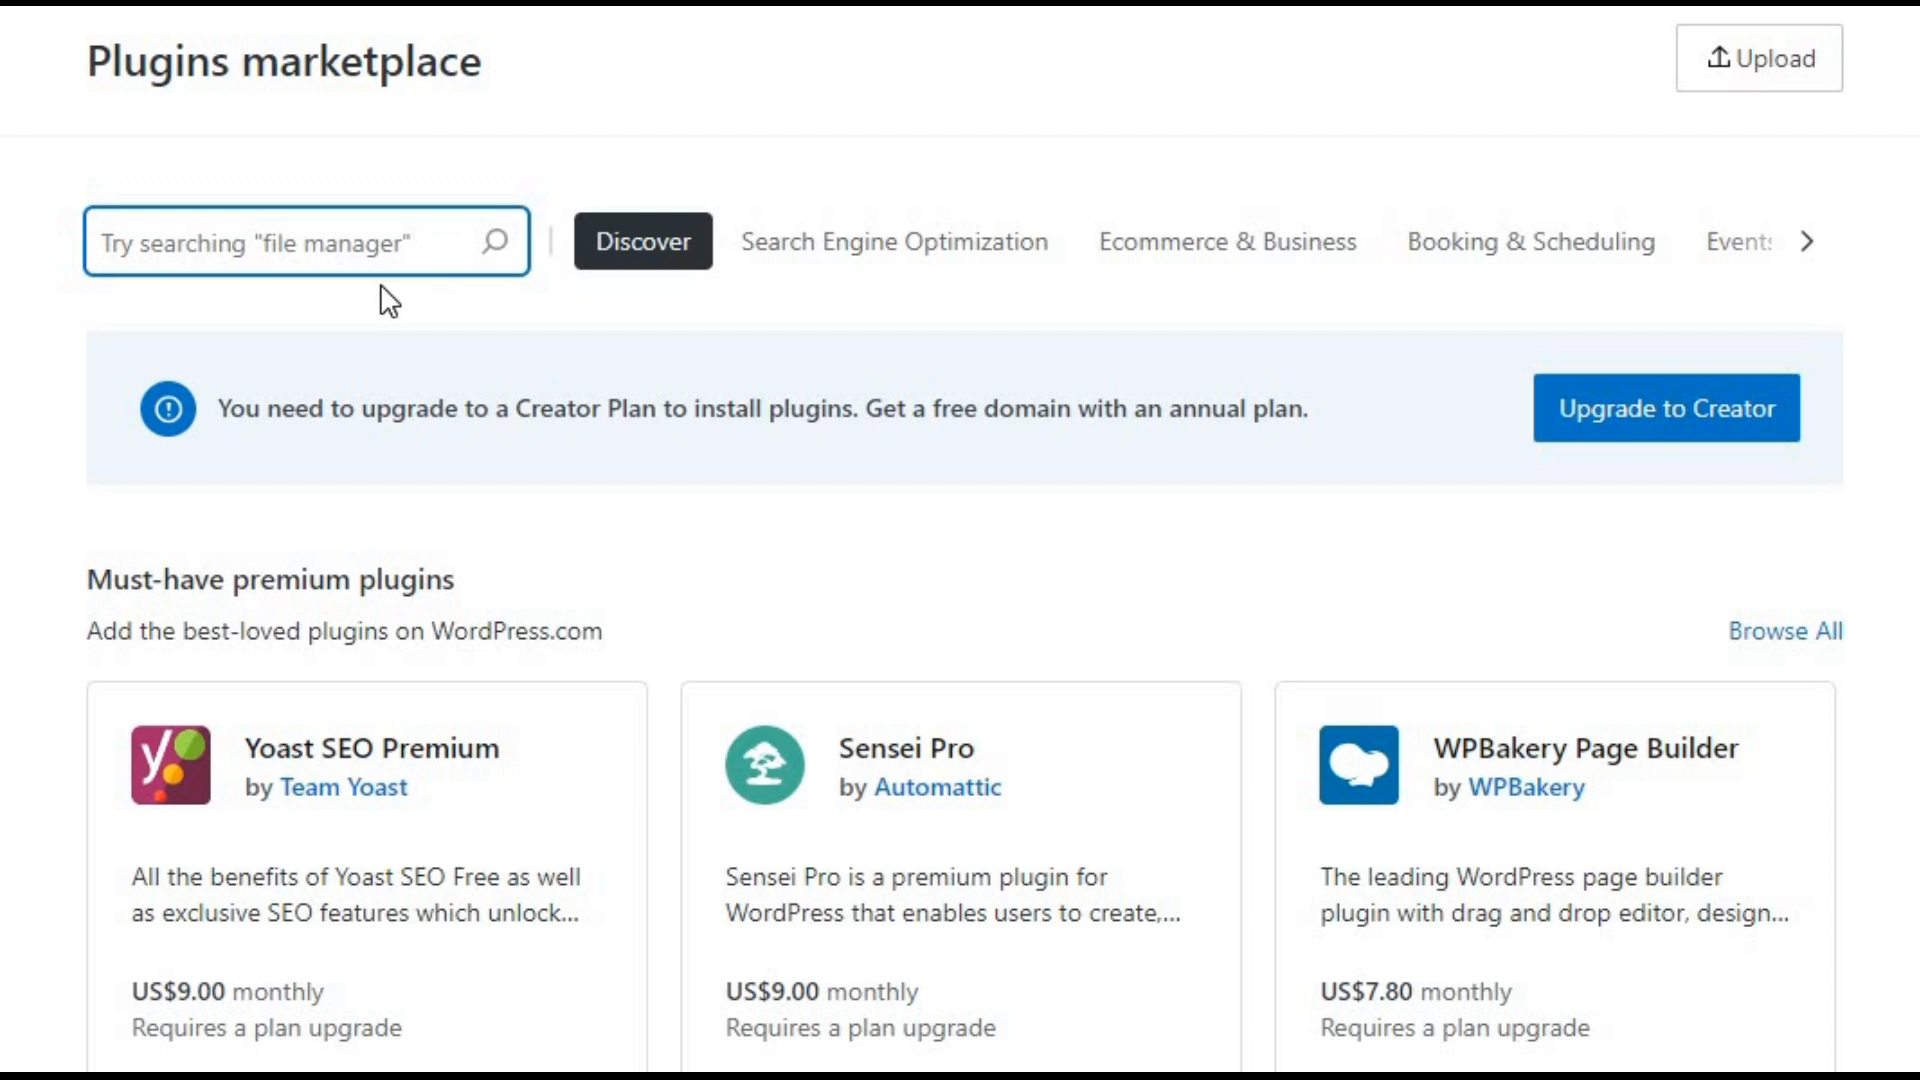 Plugins marketplace
Upload
Try searching "file manager"
Discover
Search Engine Optimization
Ecommerce & Business
Booking & Scheduling
Events
You need to upgrade to a Creator Plan to install plugins. Get a free domain with an annual plan.
Upgrade to Creator
Must-have premium plugins
Add the best-loved plugins on WordPress.com
Browse All
Yoast SEO Premium
by Team Yoast
All the benefits of Yoast SEO Free as well
as exclusive SEO features which unlock...
US$9.00 monthly
Requires a plan upgrade
Sensei Pro
by Automattic
Sensei Pro is a premium plugin for
WordPress that enables users to create,...
US$9.00 monthly
Requires a plan upgrade
WPBakery Page Builder
by WPBakery
The leading WordPress page builder
plugin with drag and drop editor, design...
US$7.80 monthly
Requires a plan upgrade